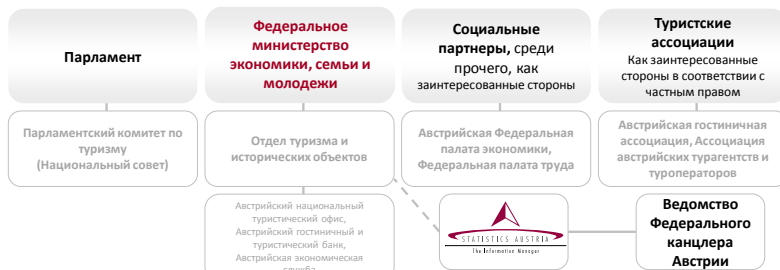 Парламент
Федеральное
министерство
экономики, семьи и
молодежи
Социальные
партнеры, среди
прочего, как
заинтересованные стороны
Туристские
ассоциации
Как заинтересованные
стороны в соответствии с
частным правом
Парламентский комитет по
туризму
(Национальный совет)
Отдел туризма и
исторических объектов
Австрийская Федеральная
палата экономики,
Федеральная палата труда
Австрийская гостиничная
ассоциация, Ассоциация
австрийских турагентств и
туроператоров
Австрийский национальный
туристический офис,
Австрийский гостиничный и
туристический банк,
Австрийская экономическая
служба
STATISTICS AUSTRIA
The Information Manager
Ведомство
Федерального
канцлера
Австрии